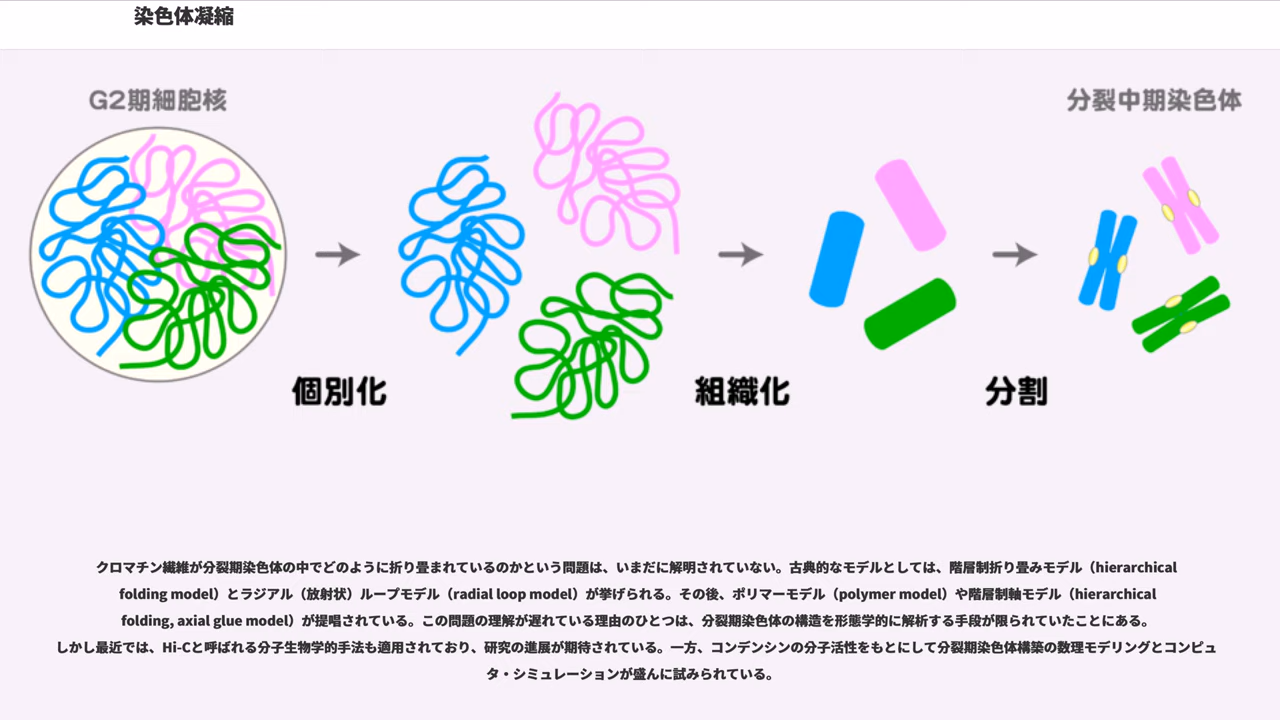 染色体凝縮
G2期細胞核
分裂中期染色体
個別化
組織化
分割
クロマチン繊維が分裂期染色体の中でどのように折り畳まれているのかという問題は、いまだに解明されていない。古典的なモデルとしては、階層制折り畳みモデル（hierarchical
folding model）とラジアル（放射状）ループモデル（radial loop model）が挙げられる。その後、ポリマーモデル（polymer model）や階層制軸モデル（hierarchical
folding, axial glue model）が提唱されている。この問題の理解が遅れている理由のひとつは、分裂期染色体の構造を形態学的に解析する手段が限られていたことにある。
しかし最近では、Hi-Cと呼ばれる分子生物学的手法も適用されており、研究の進展が期待されている。一方、コンデンシンの分子活性をもとにして分裂期染色体構築の数理モデリングとコンピュ
タ・シミュレーションが盛んに試みられている。